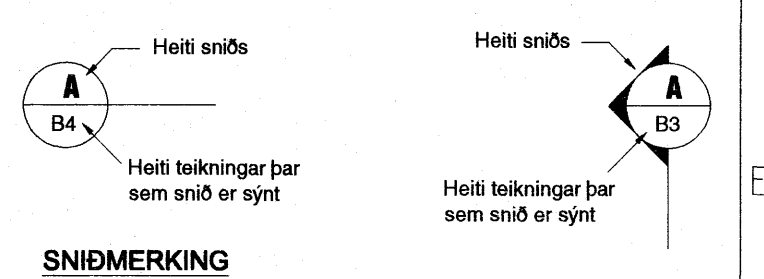 Heiti sniðs
A
B4
Heiti teikningar þar
sem snið er sýnt
Heiti sniðs
A
B3
Heiti teikningar þar
sem snið er sýnt
SNIÐMERKING